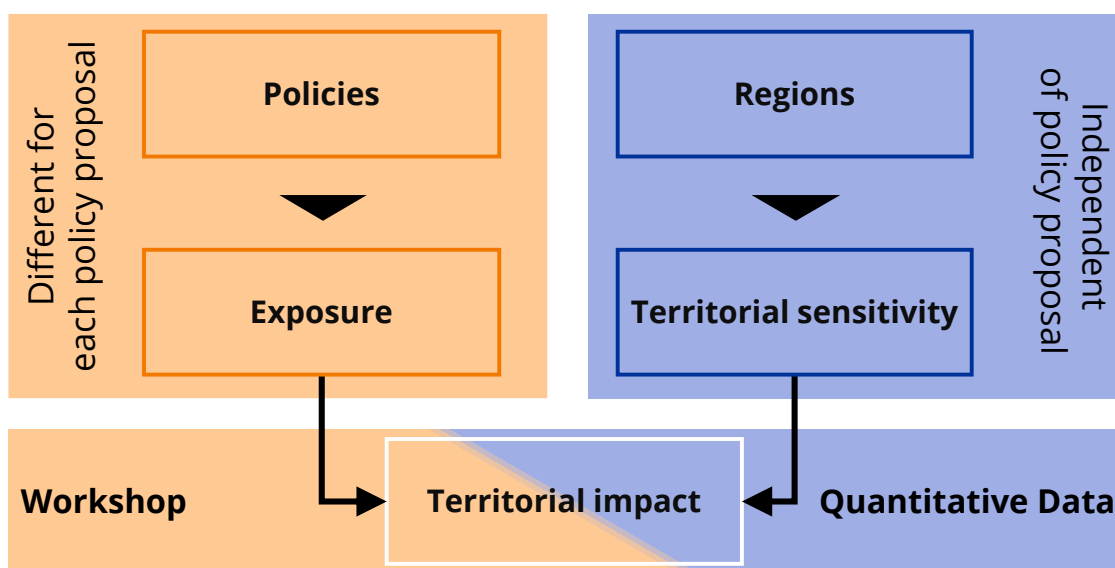 Different for
each policy proposal
Policies
Exposure
Regions
Territorial sensitivity
Independent
of policy proposal
Workshop
Territorial impact
Quantitative Data